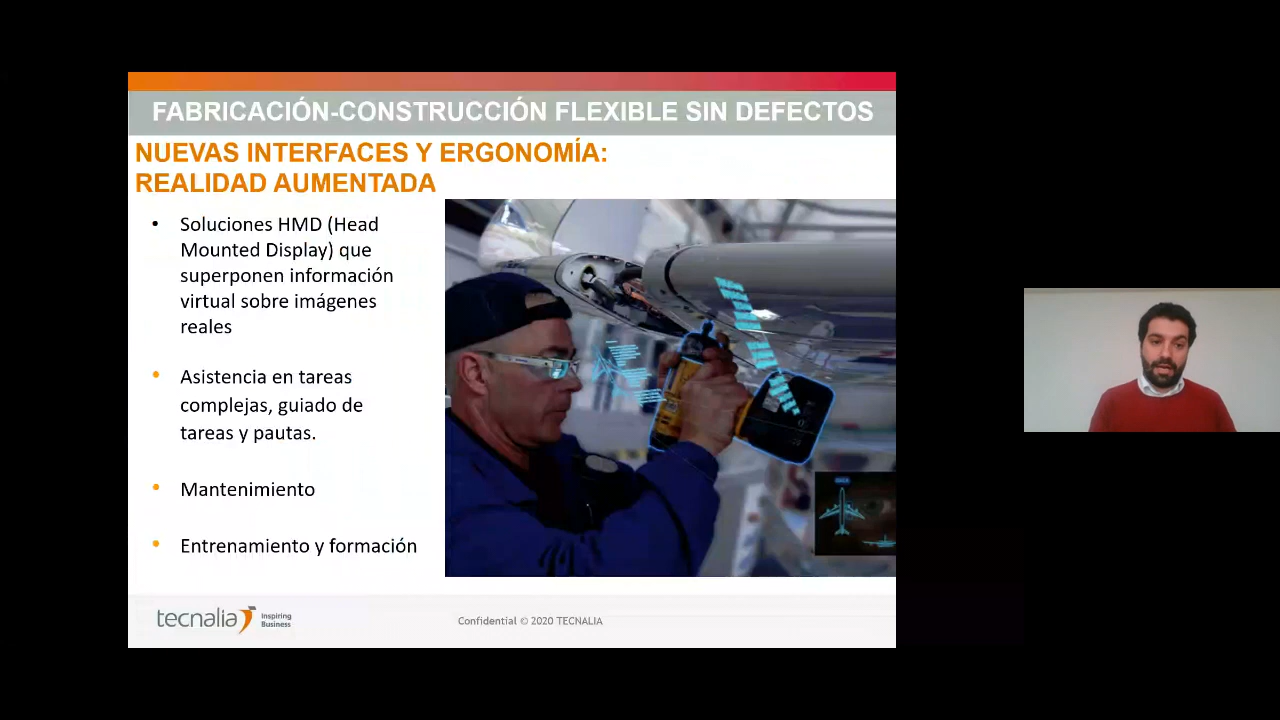 FABRICACIÓN-CONSTRUCCIÓN FLEXIBLE SIN DEFECTOS
NUEVAS INTERFACES Y ERGONOMÍA:
REALIDAD AUMENTADA
• Soluciones HMD (Head
Mounted Display) que
superponen información
virtual sobre imágenes
reales
• Asistencia en tareas
complejas, guiado de
tareas y pautas.
• Mantenimiento
• Entrenamiento y formación
tecnalia Inspiring
Business
Confidential © 2020 TECNALIA